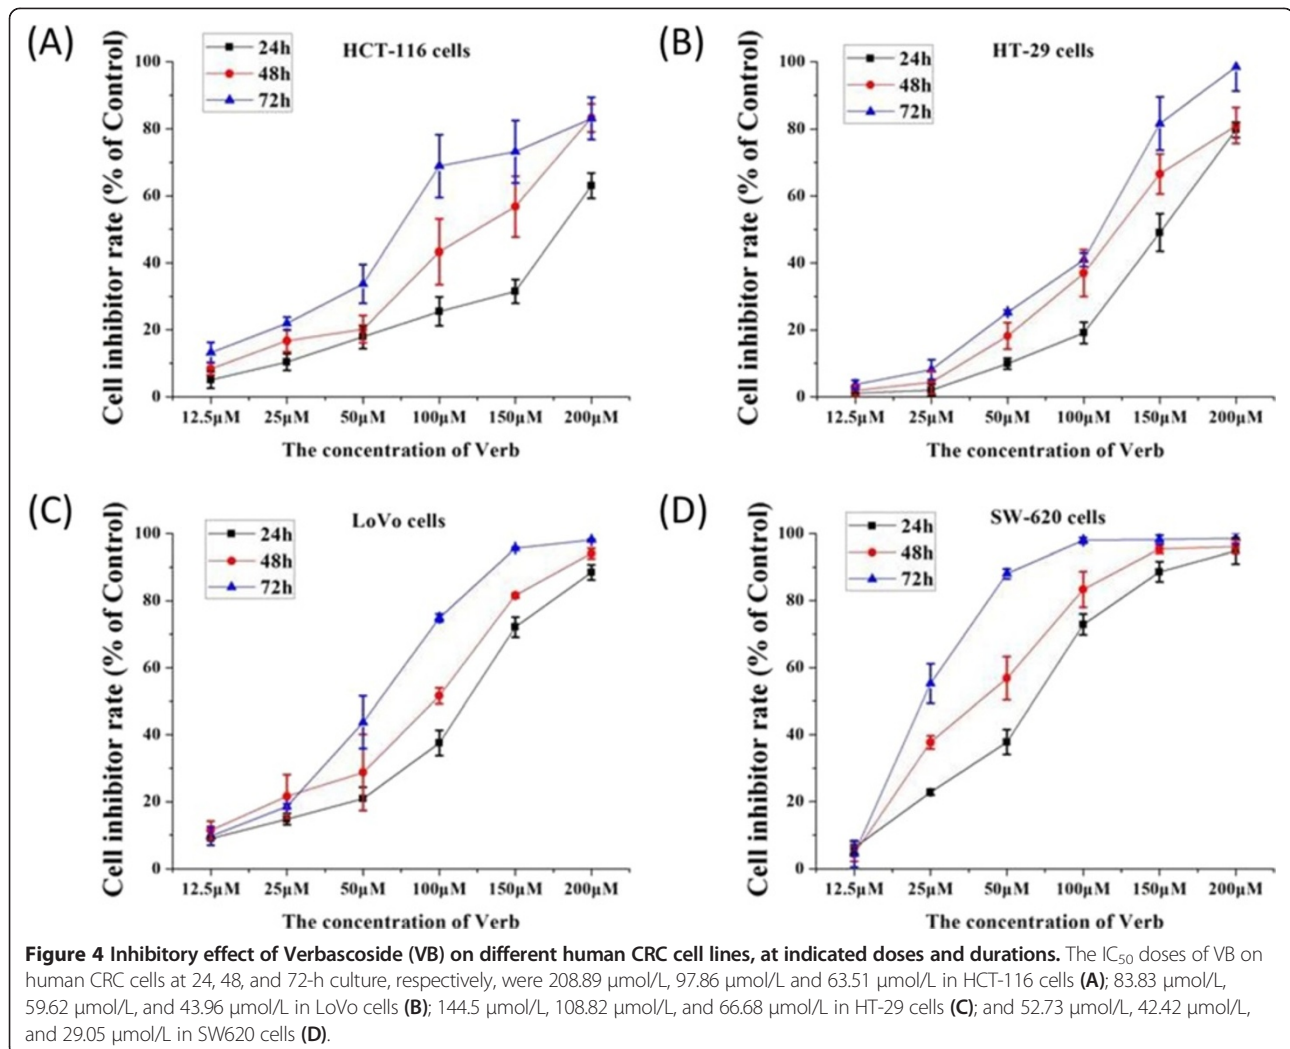 (A)
HCT-116 cells
24h
48h
72h
Cell inhibitor rate (% of Control)
100
80
60
40
20
0
12.5μM 25μM 50μM 100μM 150μM 200μM
The concentration of Verb
(B)
HT-29 cells
24h
48h
72h
Cell inhibitor rate (% of Control)
100
80
60
40
20
0
12.5μM 25μM 50μM 100μM 150μM 200μM
The concentration of Verb
(C)
LoVo cells
24h
48h
72h
Cell inhibitor rate (% of Control)
100
80
60
40
20
0
12.5μM 25μM 50μM 100μM 150μM 200μM
The concentration of Verb
(D)
SW-620 cells
24h
48h
72h
Cell inhibitor rate (% of Control)
100
80
60
40
20
0
12.5μM 25μM 50μM 100μM 150μM 200μM
The concentration of Verb
Figure 4 Inhibitory effect of Verbascoside (VB) on different human CRC cell lines, at indicated doses and durations. The IC₅₀ doses of VB on
human CRC cells at 24, 48, and 72-h culture, respectively, were 208.89 μmol/L, 97.86 μmol/L and 63.51 μmol/L in HCT-116 cells (A); 83.83 μmol/L,
59.62 μmol/L, and 43.96 μmol/L in LoVo cells (B); 144.5 μmol/L, 108.82 μmol/L, and 66.68 μmol/L in HT-29 cells (C); and 52.73 μmol/L, 42.42 μmol/L,
and 29.05 μmol/L in SW620 cells (D).